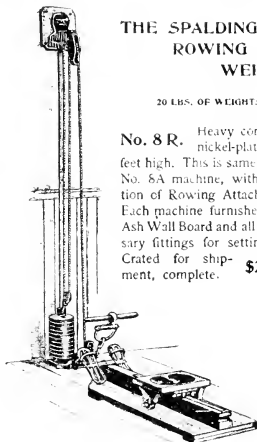 THE SPALDING
ROWING
WEI
20 LBS. OF WEIGHT
No. 8 R. Heavy con
nickel-plat
feet high. This is same
No. 8A machine, with
tion of Rowing Attach
Each machine furnishe
Ash Wall Board and all
sary fittings for settin
Crated for ship-
ment, complete. $